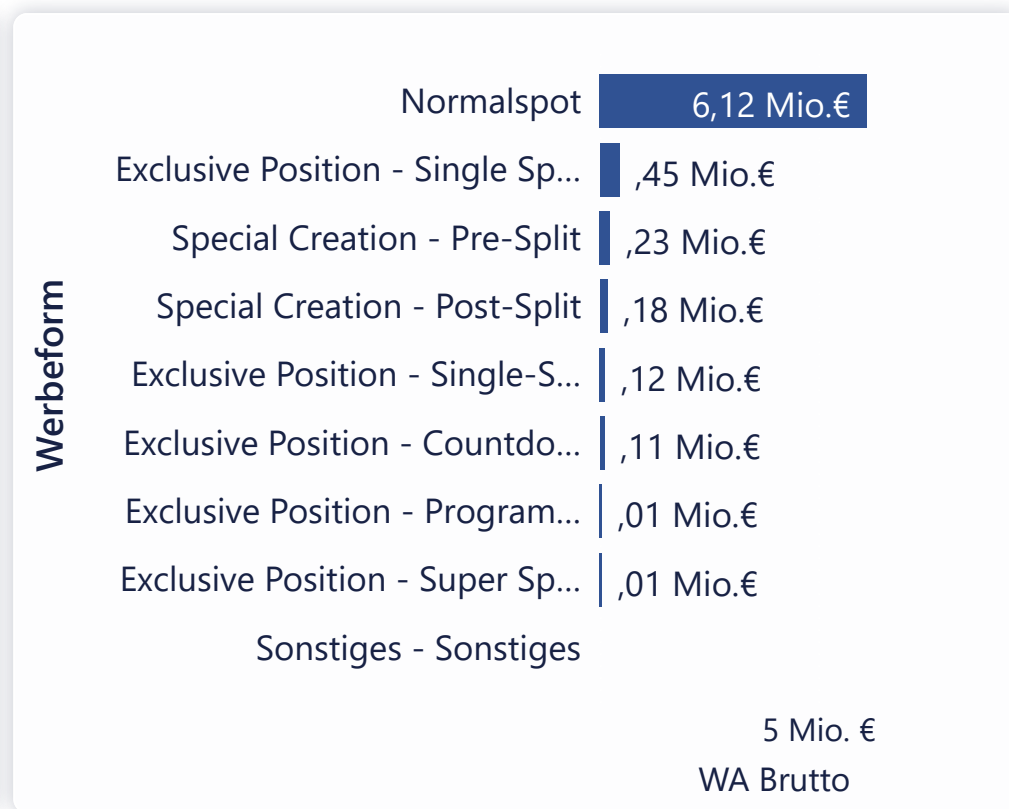 Werbeform
Normalspot 6,12 Mio.€
Exclusive Position - Single Sp... ,45 Mio.€
Special Creation - Pre-Split ,23 Mio.€
Special Creation - Post-Split ,18 Mio.€
Exclusive Position - Single-S... ,12 Mio.€
Exclusive Position - Countdo... ,11 Mio.€
Exclusive Position - Program... ,01 Mio.€
Exclusive Position - Super Sp... ,01 Mio.€
Sonstiges - Sonstiges
5 Mio. €
WA Brutto